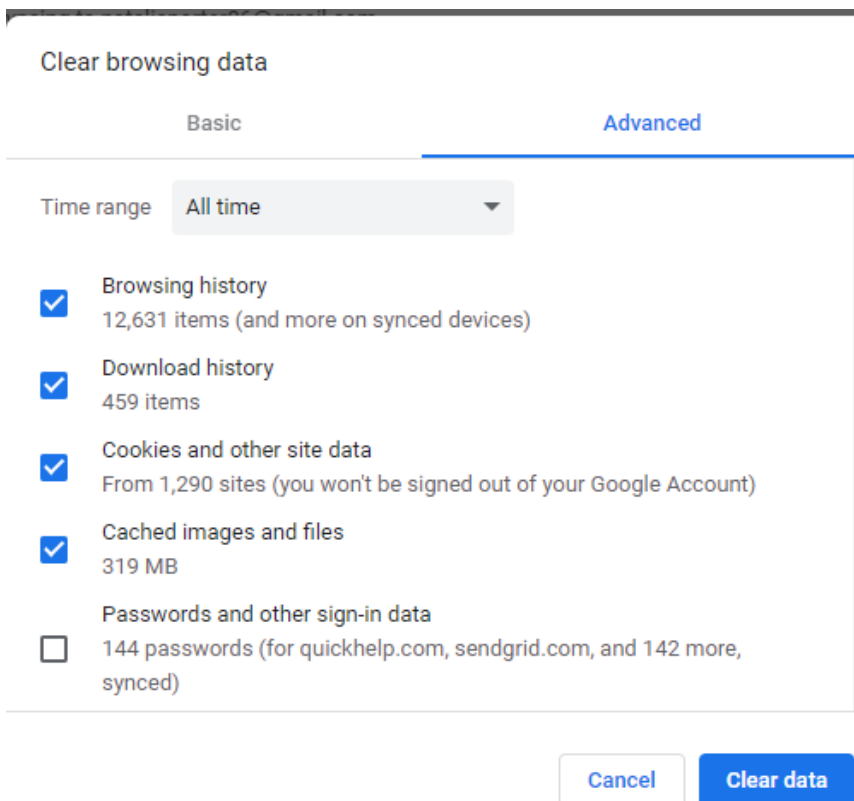 Clear browsing data
Basic
Advanced
Time range
All time
Browsing history
12,631 items (and more on synced devices)
Download history
459 items
Cookies and other site data
From 1,290 sites (you won't be signed out of your Google Account)
Cached images and files
319 MB
Passwords and other sign-in data
144 passwords (for quickhelp.com, sendgrid.com, and 142 more,
synced)
Cancel
Clear data